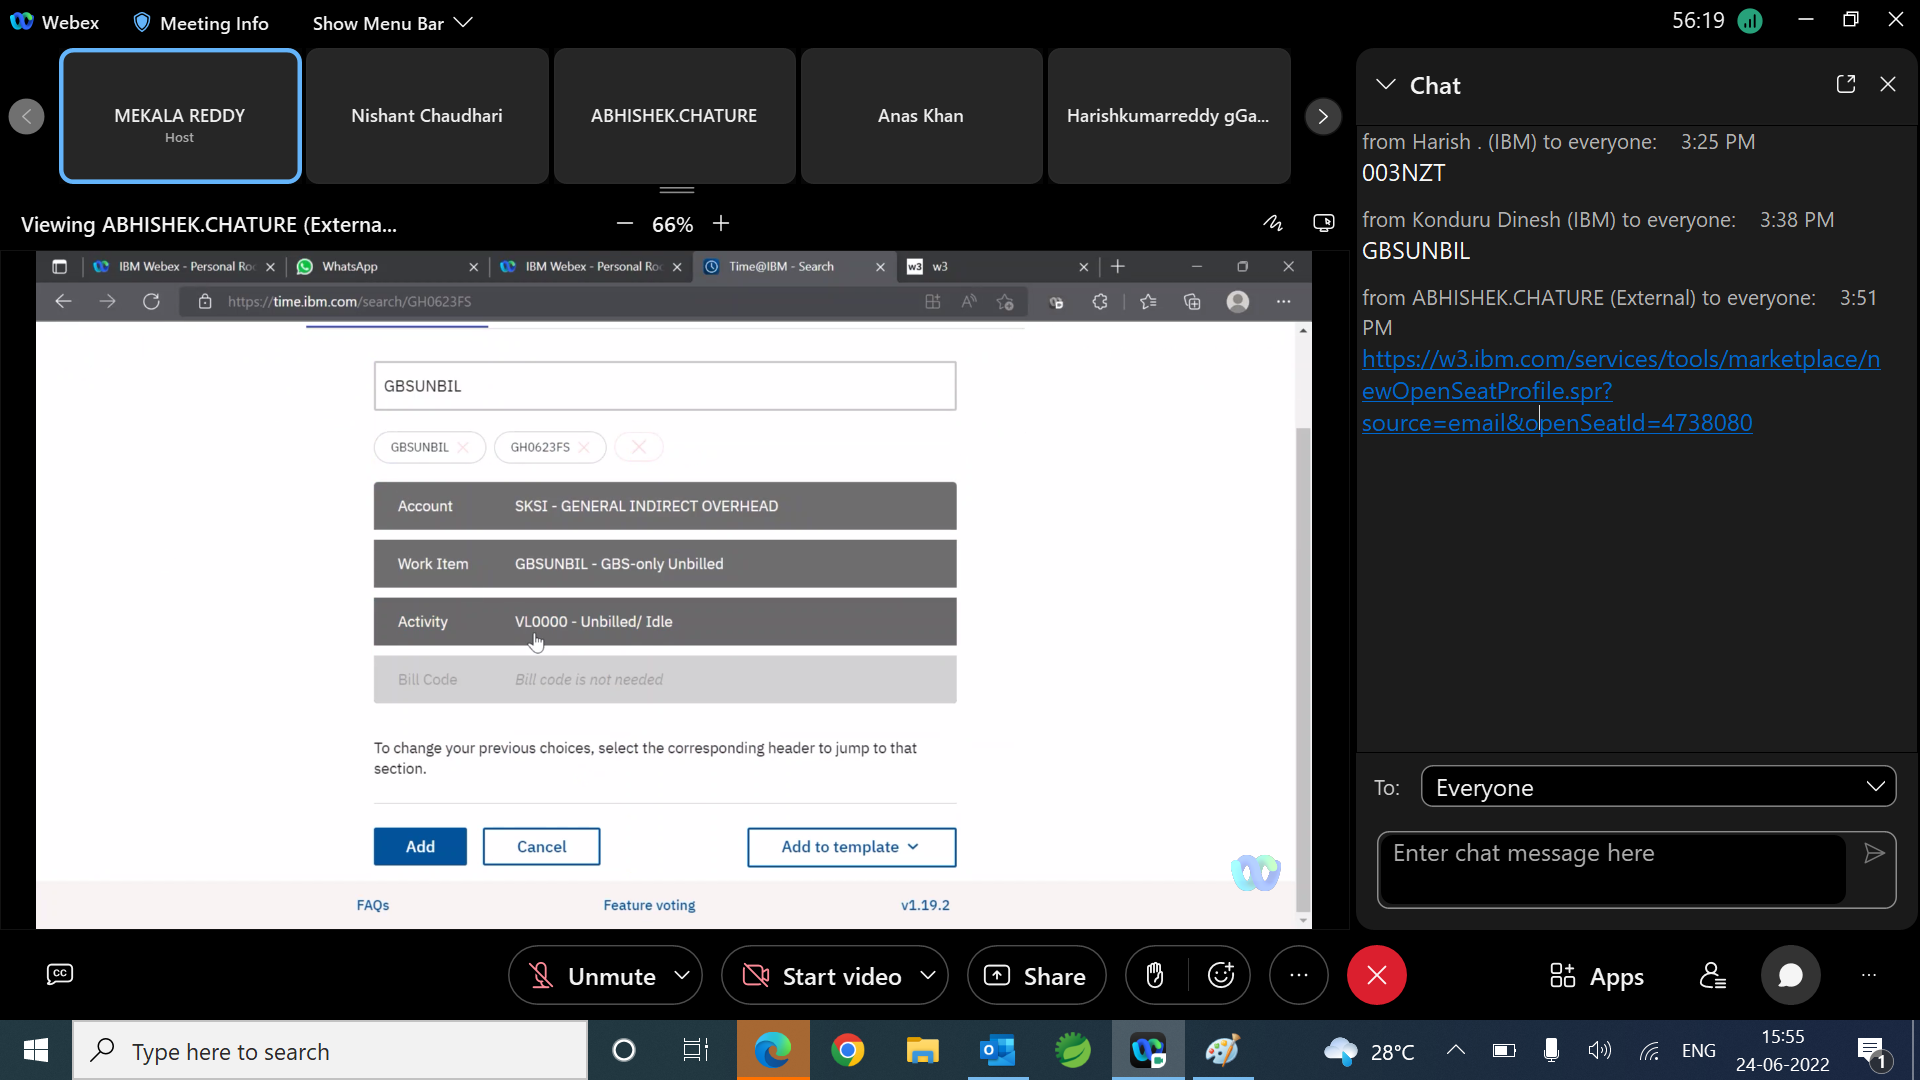 Webex
Meeting Info
Show Menu Bar
56:19
MEKALA REDDY
Host
Nishant Chaudhari
ABHISHEK.CHATURE
Anas Khan
Harishkumarreddy gGa...
Viewing ABHISHEK.CHATURE (Externa...
66%
IBM Webex - Personal Roo
WhatsApp
IBM Webex - Personal Roo
Time@IBM - Search
w3 w3
https://time.ibm.com/search/GH0623FS
GBSUNBIL
GBSUNBIL
GH0623FS
Account SKSI - GENERAL INDIRECT OVERHEAD
Work Item GBSUNBIL - GBS-only Unbilled
Activity VL0000 - Unbilled/ Idle
Bill Code Bill code is not needed
To change your previous choices, select the corresponding header to jump to that
section.
Add
Cancel
Add to template
FAQs
Feature voting
v1.19.2
Chat
from Harish . (IBM) to everyone: 3:25 PM
003NZT
from Konduru Dinesh (IBM) to everyone: 3:38 PM
GBSUNBIL
from ABHISHEK.CHATURE (External) to everyone: 3:51
PM
https://w3.ibm.com/services/tools/marketplace/n
ewOpenSeatProfile.spr?
source=email&openSeatId=4738080
To:
Everyone
Enter chat message here
CC
Unmute
Start video
Share
Apps
Type here to search
28°C
ENG
15:55
24-06-2022
1